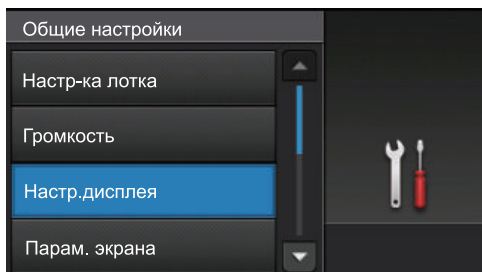 Общие настройки
Настр-ка лотка
Громкость
Настр.дисплея
Парам. экрана